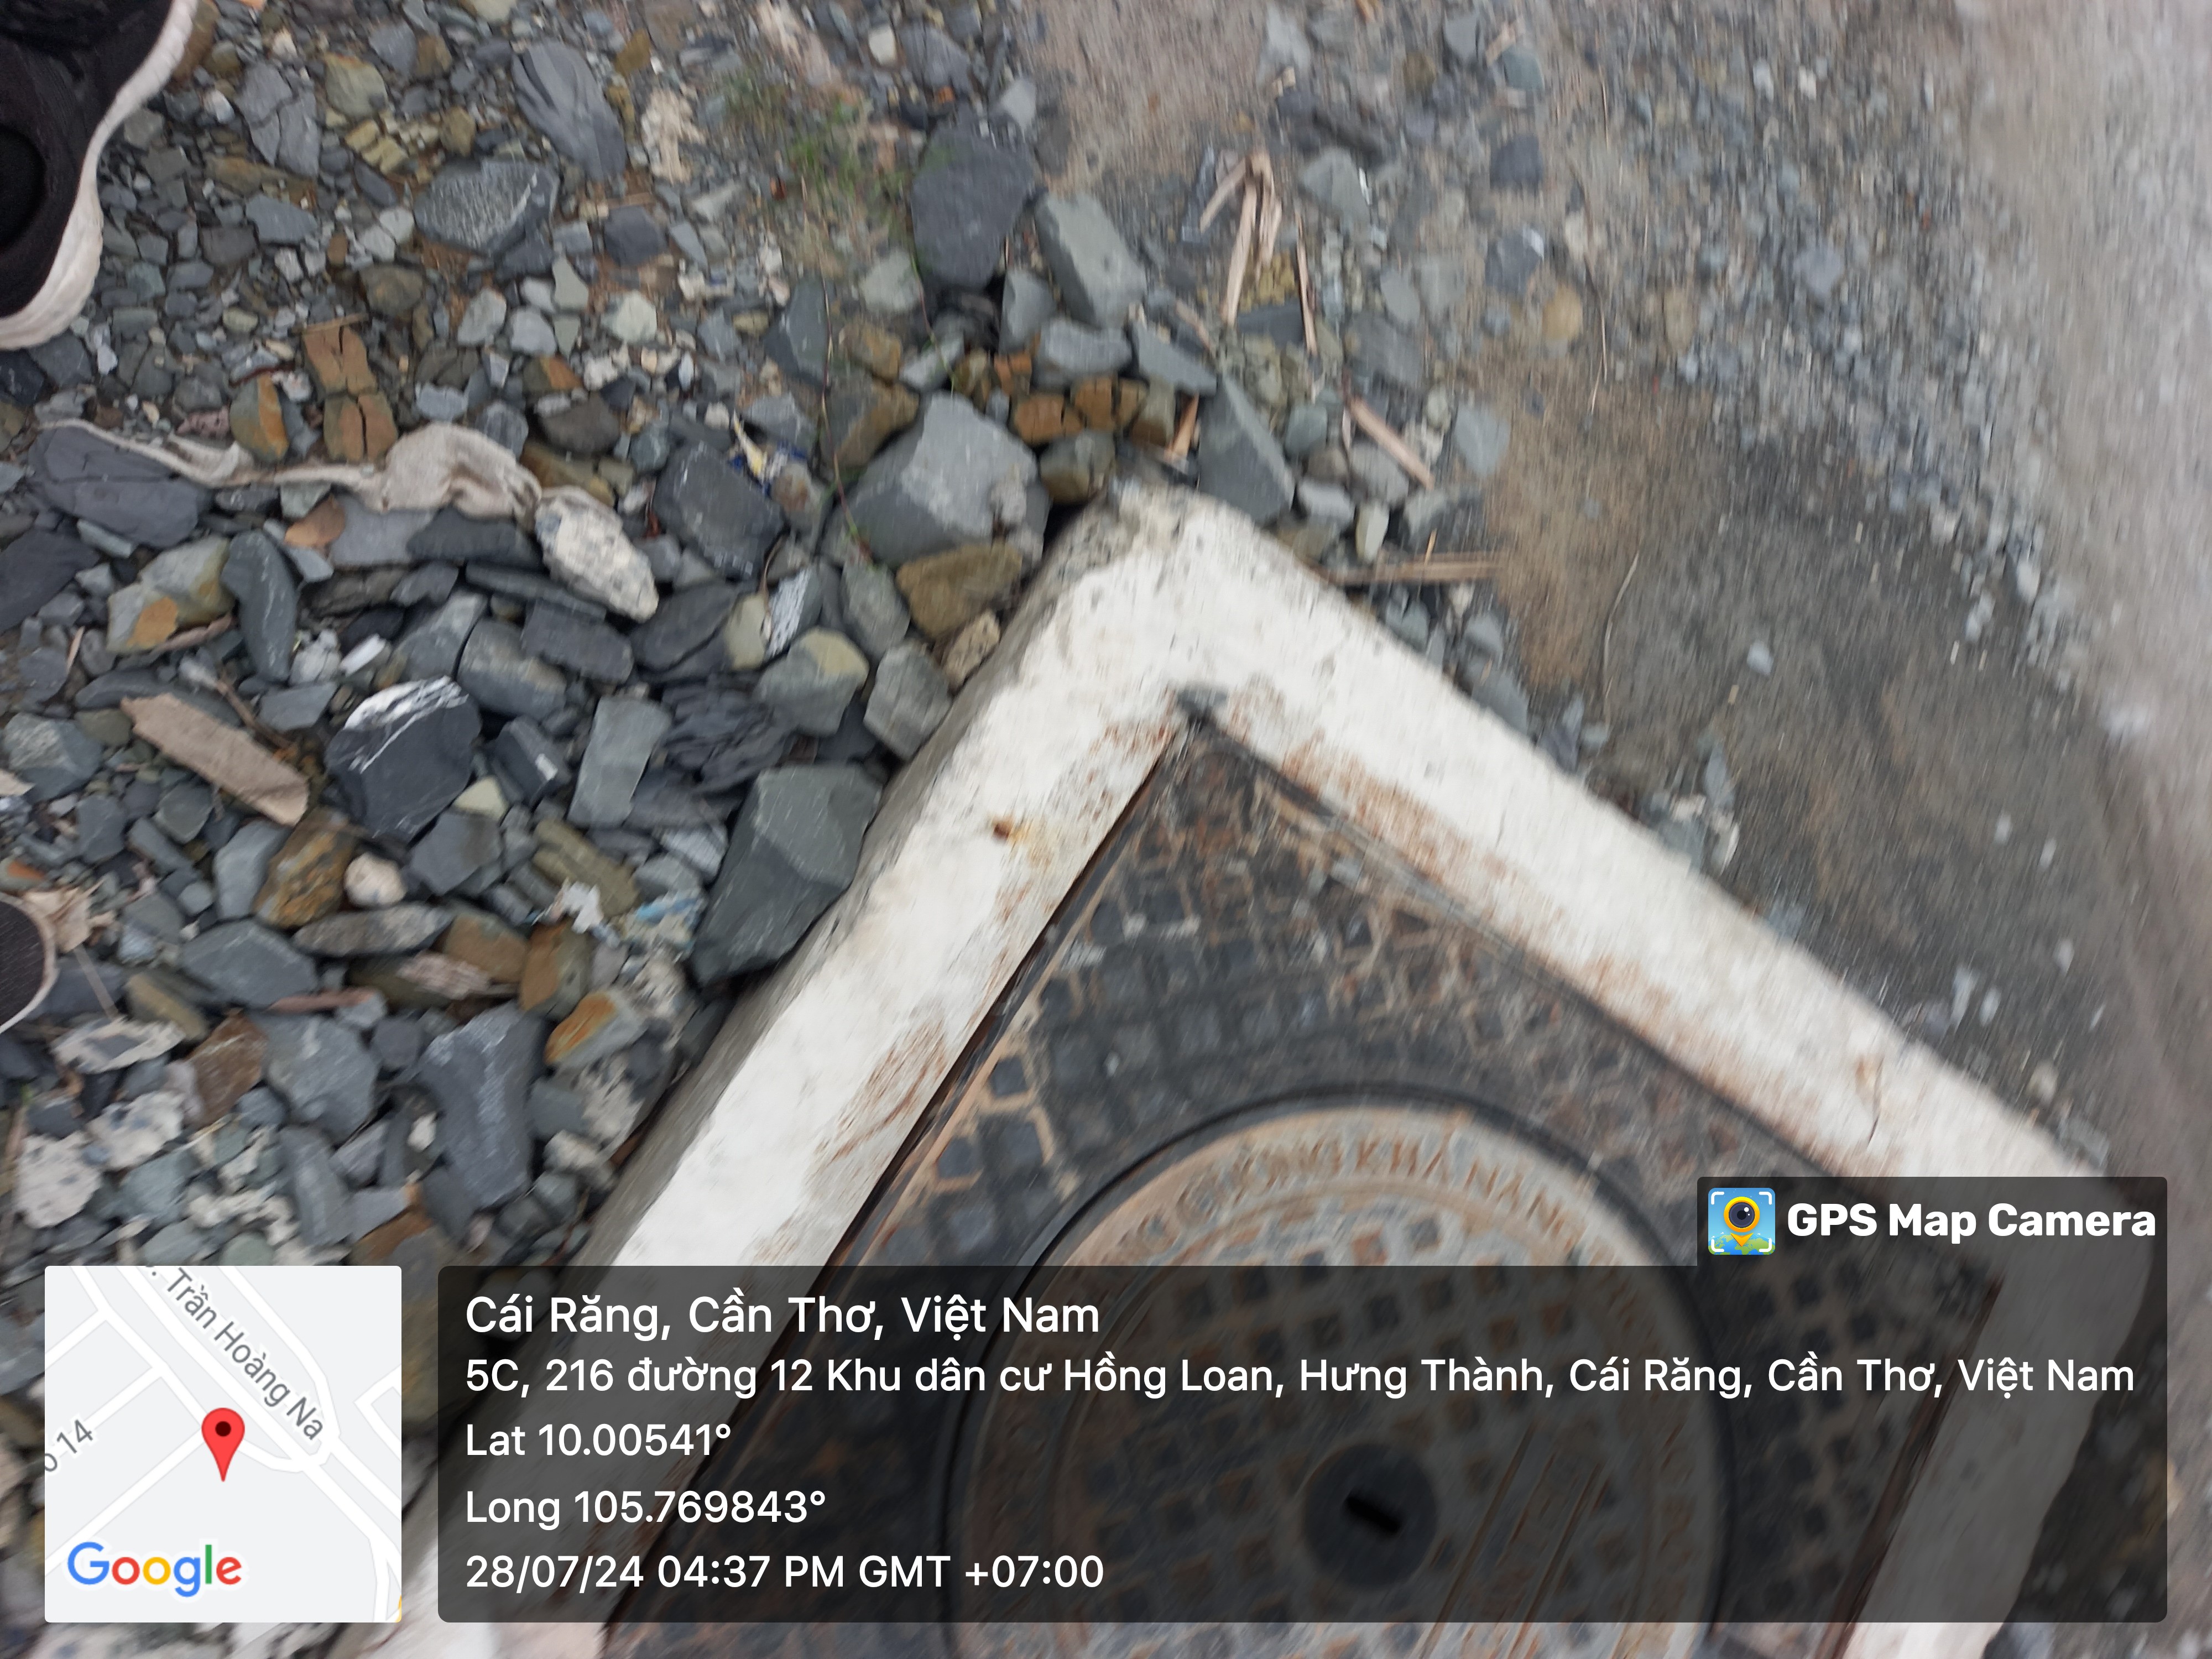 KHẢ NĂNG
GPS Map Camera
Trần Hoàng Na
14
Google
Cái Răng, Cần Thơ, Việt Nam
5C, 216 đường 12 Khu dân cư Hồng Loan, Hưng Thành, Cái Răng, Cần Thơ, Việt Nam
Lat 10.00541°
Long 105.769843°
28/07/24 04:37 PM GMT +07:00